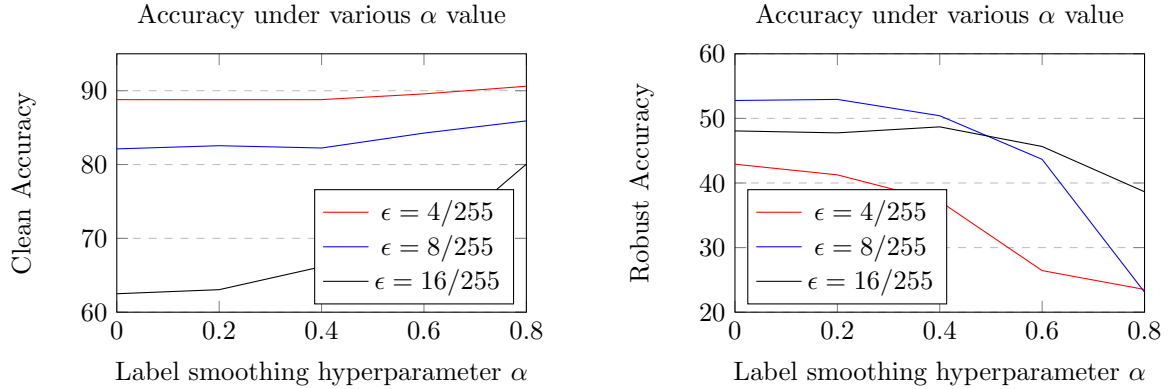 Accuracy under various α value
90
80
70
60
0
0.2
0.4
0.6
0.8
Clean Accuracy
Label smoothing hyperparameter α
ϵ = 4/255
ϵ = 8/255
ϵ = 16/255
Accuracy under various α value
60
50
40
30
20
0
0.2
0.4
0.6
0.8
Robust Accuracy
Label smoothing hyperparameter α
ϵ = 4/255
ϵ = 8/255
ϵ = 16/255